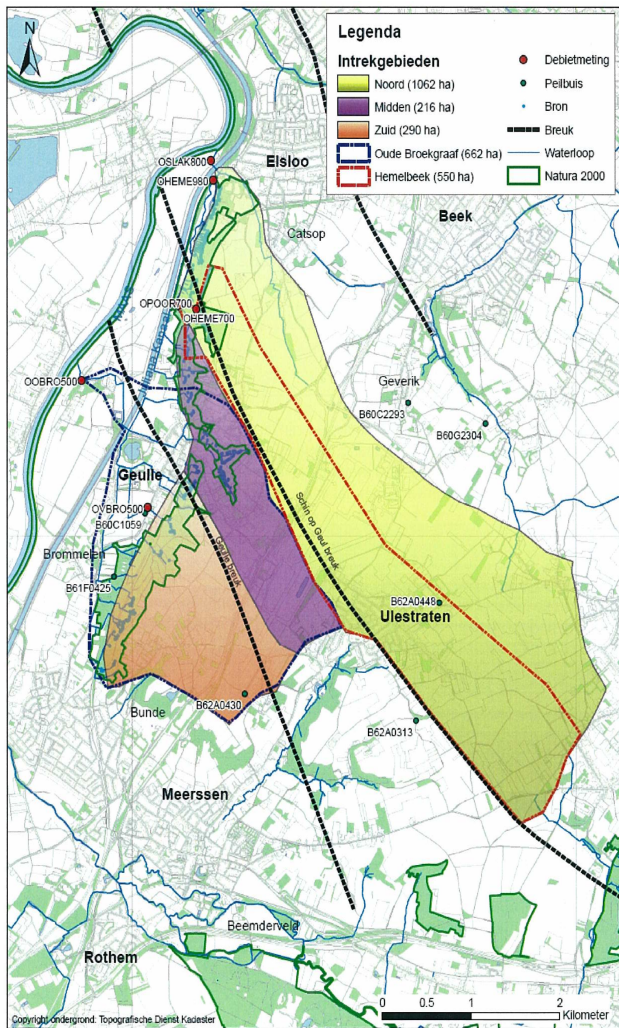 Legenda
Intrekgebieden
Noord (1062 ha)
Midden (216 ha)
Zuid (290 ha)
Oude Broekgraaf (662 ha)
Hemelbeek (550 ha)
Debietmeting
Peilbuis
Bron
Breuk
Waterloop
Natura 2000
N
OSLAK800
Elsloo
OHEME980
Beek
Catsop
OPOOR700
OHEME700
OOBRO500
Geverik
B60C2293
B60G2304
Geulle
OVBRO500
B60C1059
Schin op Geul breuk
Geulle breuk
Brommelen
B61F0425
B62A0448
Ulestraten
B62A0430
B62A0313
Bunde
Meerssen
Beemderveld
Rothem
0 0.5 1 2
Kilometer
Copyright ondergrond: Topografische Dienst Kadaster